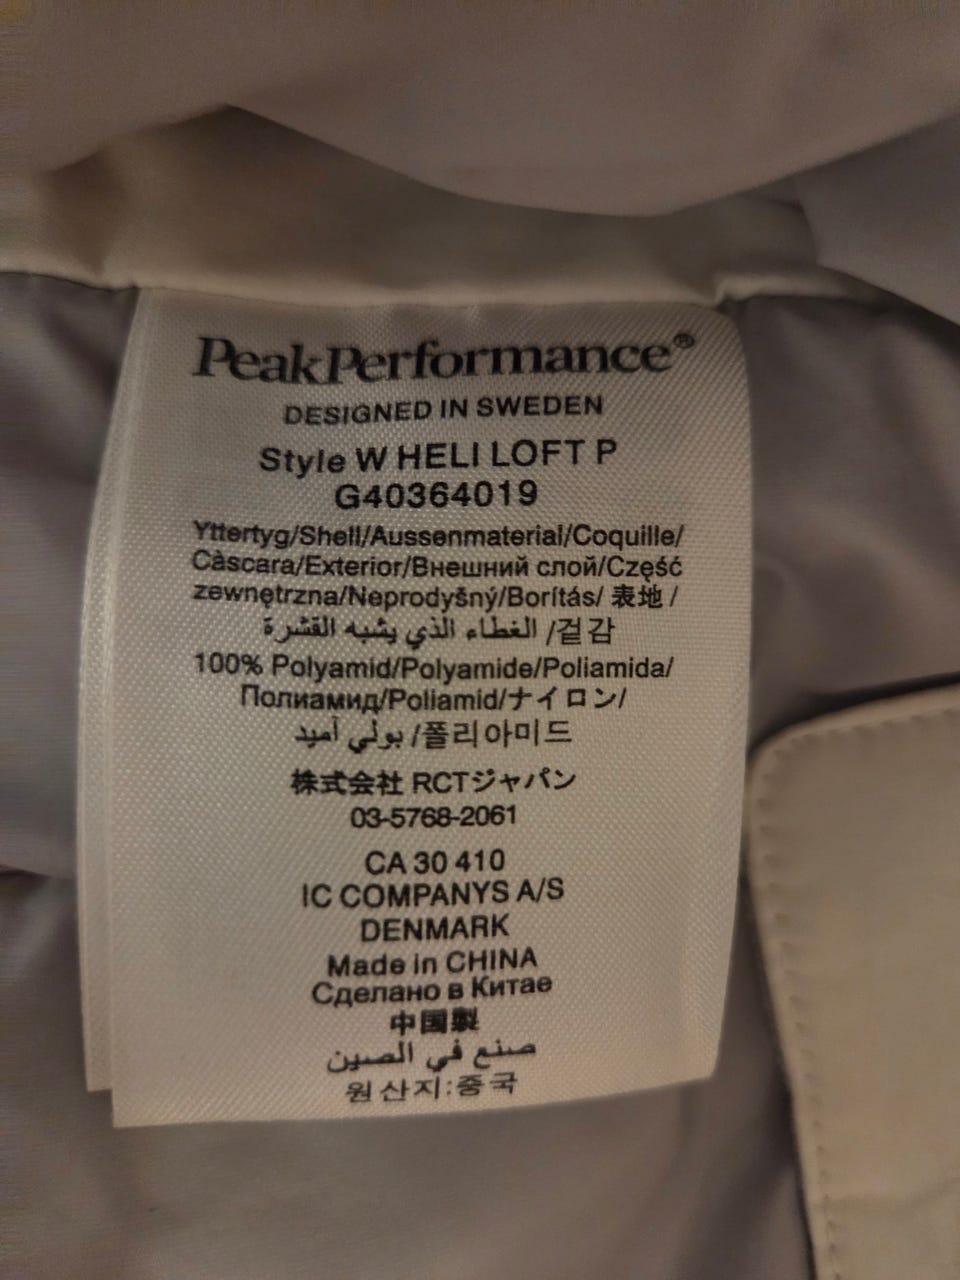 PeakPerformance®
DESIGNED IN SWEDEN
Style W HELI LOFT P
G40364019
Yttertyg/Shell/Aussenmaterial/Coquille/
Càscara/Exterior/Внешний слой/Część
zewnętrzna/Neprodyšný/Borítás/ 表地 /
겉감/ الغطاء الذي يشبه القشرة
100% Polyamid/Polyamide/Poliamida/
Полиамид/Poliamid/ナイロン/
폴리아미드/ بولي أميد
株式会社 RCTジャパン
03-5768-2061
CA 30 410
IC COMPANYS A/S
DENMARK
Made in CHINA
Сделано в Китае
中国製
صنع في الصين
원산지:중국